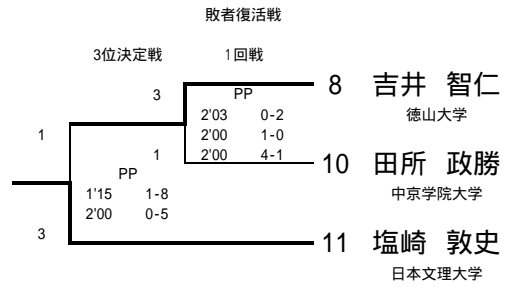 敗者復活戦
3位決定戦 1回戦
3 PP 8 吉井 智仁
2'03 0-2 徳山大学
1 2'00 1-0
1 2'00 4-1
PP 10 田所 政勝
1'15 1-8 中京学院大学
2'00 0-5
3 11 塩崎 敦史
日本文理大学